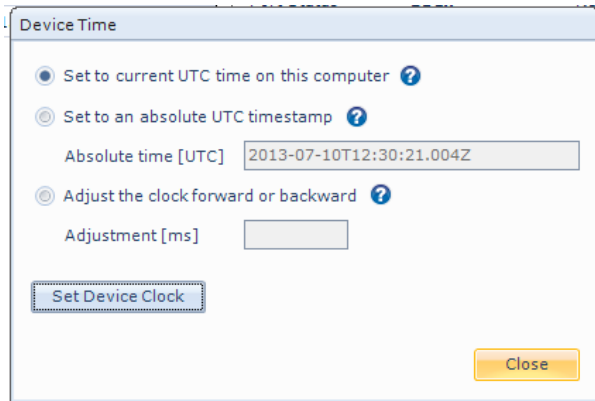 Device Time
Set to current UTC time on this computer ?
Set to an absolute UTC timestamp ?
Absolute time [UTC] 2013-07-10T12:30:21.004Z
Adjust the clock forward or backward ?
Adjustment [ms]
Set Device Clock
Close